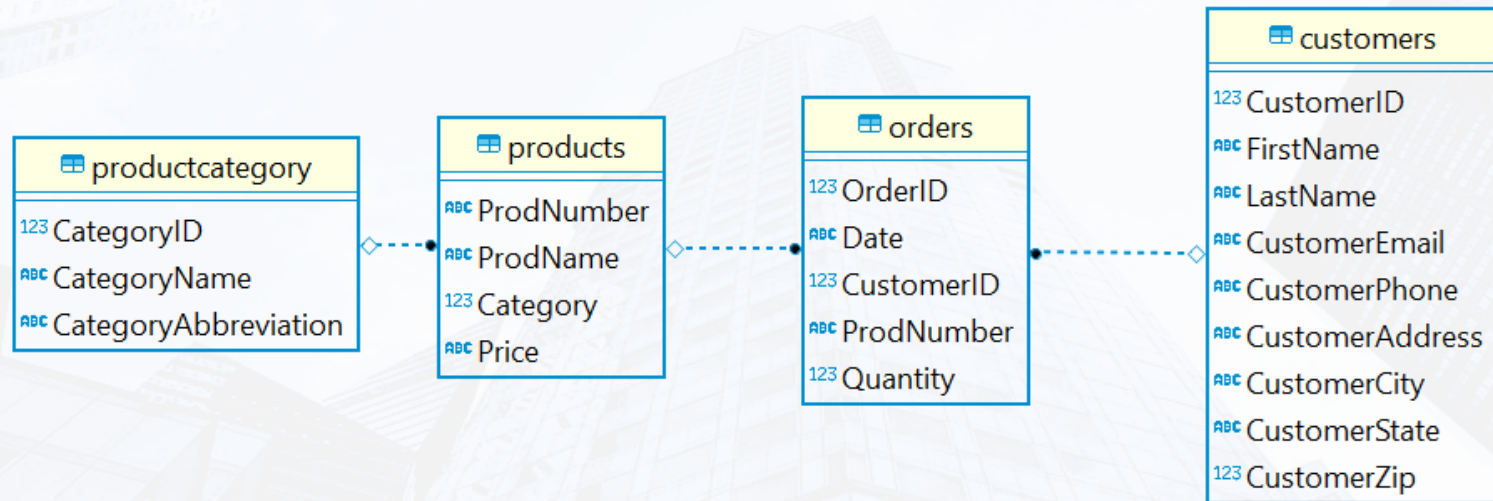 productcategory
123 CategoryID
ABC CategoryName
ABC CategoryAbbreviation
products
ABC ProdNumber
ABC ProdName
123 Category
ABC Price
orders
123 OrderID
ABC Date
123 CustomerID
ABC ProdNumber
123 Quantity
customers
123 CustomerID
ABC FirstName
ABC LastName
ABC CustomerEmail
ABC CustomerPhone
ABC CustomerAddress
ABC CustomerCity
ABC CustomerState
123 CustomerZip